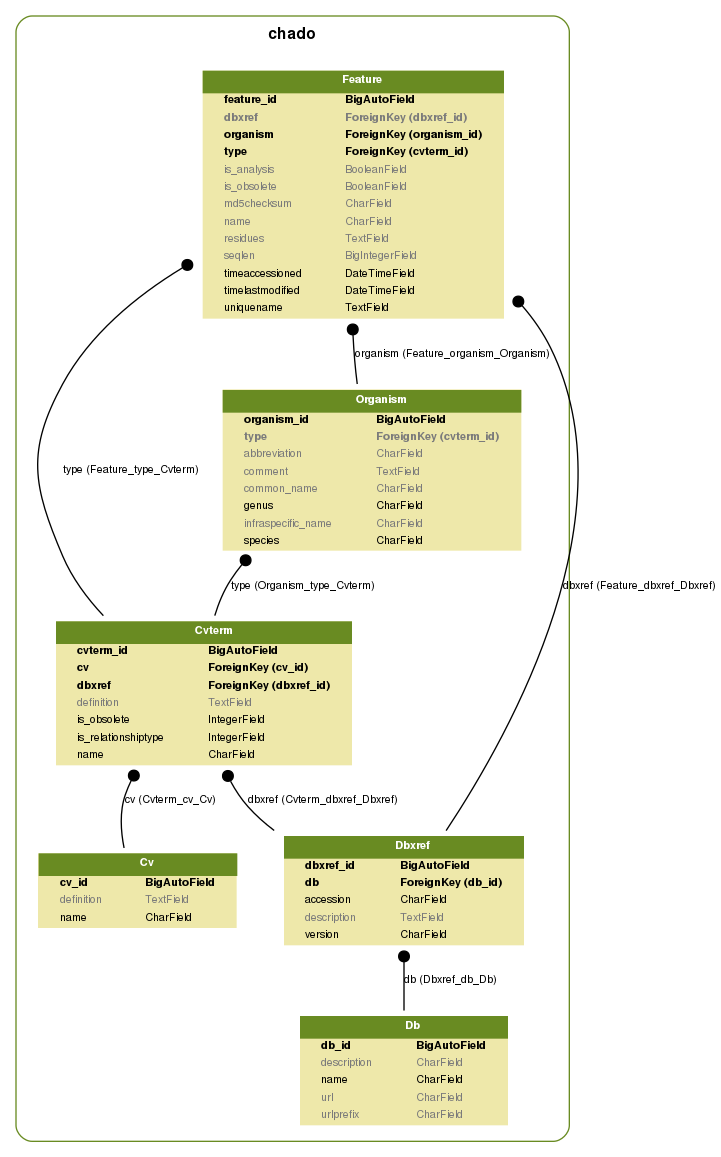 chado
Feature
feature_id BigAutoField
dbxref ForeignKey (dbxref_id)
organism ForeignKey (organism_id)
type ForeignKey (cvterm_id)
is_analysis BooleanField
is_obsolete BooleanField
md5checksum CharField
name CharField
residues TextField
seqlen BigIntegerField
timeaccessioned DateTimeField
timelastmodified DateTimeField
uniquename TextField
organism (Feature_organism_Organism)
Organism
organism_id BigAutoField
type ForeignKey (cvterm_id)
abbreviation CharField
comment TextField
common_name CharField
genus CharField
infraspecific_name CharField
species CharField
type (Feature_type_Cvterm)
type (Organism_type_Cvterm)
dbxref (Feature_dbxref_Dbxref)
Cvterm
cvterm_id BigAutoField
cv ForeignKey (cv_id)
dbxref ForeignKey (dbxref_id)
definition TextField
is_obsolete IntegerField
is_relationshiptype IntegerField
name CharField
cv (Cvterm_cv_Cv)
dbxref (Cvterm_dbxref_Dbxref)
Cv
cv_id BigAutoField
definition TextField
name CharField
Dbxref
dbxref_id BigAutoField
db ForeignKey (db_id)
accession CharField
description TextField
version CharField
db (Dbxref_db_Db)
Db
db_id BigAutoField
description CharField
name CharField
url CharField
urlprefix CharField